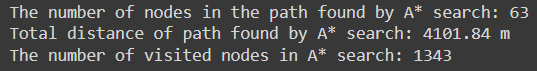 The number of nodes in the path found by A* search: 63
Total distance of path found by A* search: 4101.84 m
The number of visited nodes in A* search: 1343